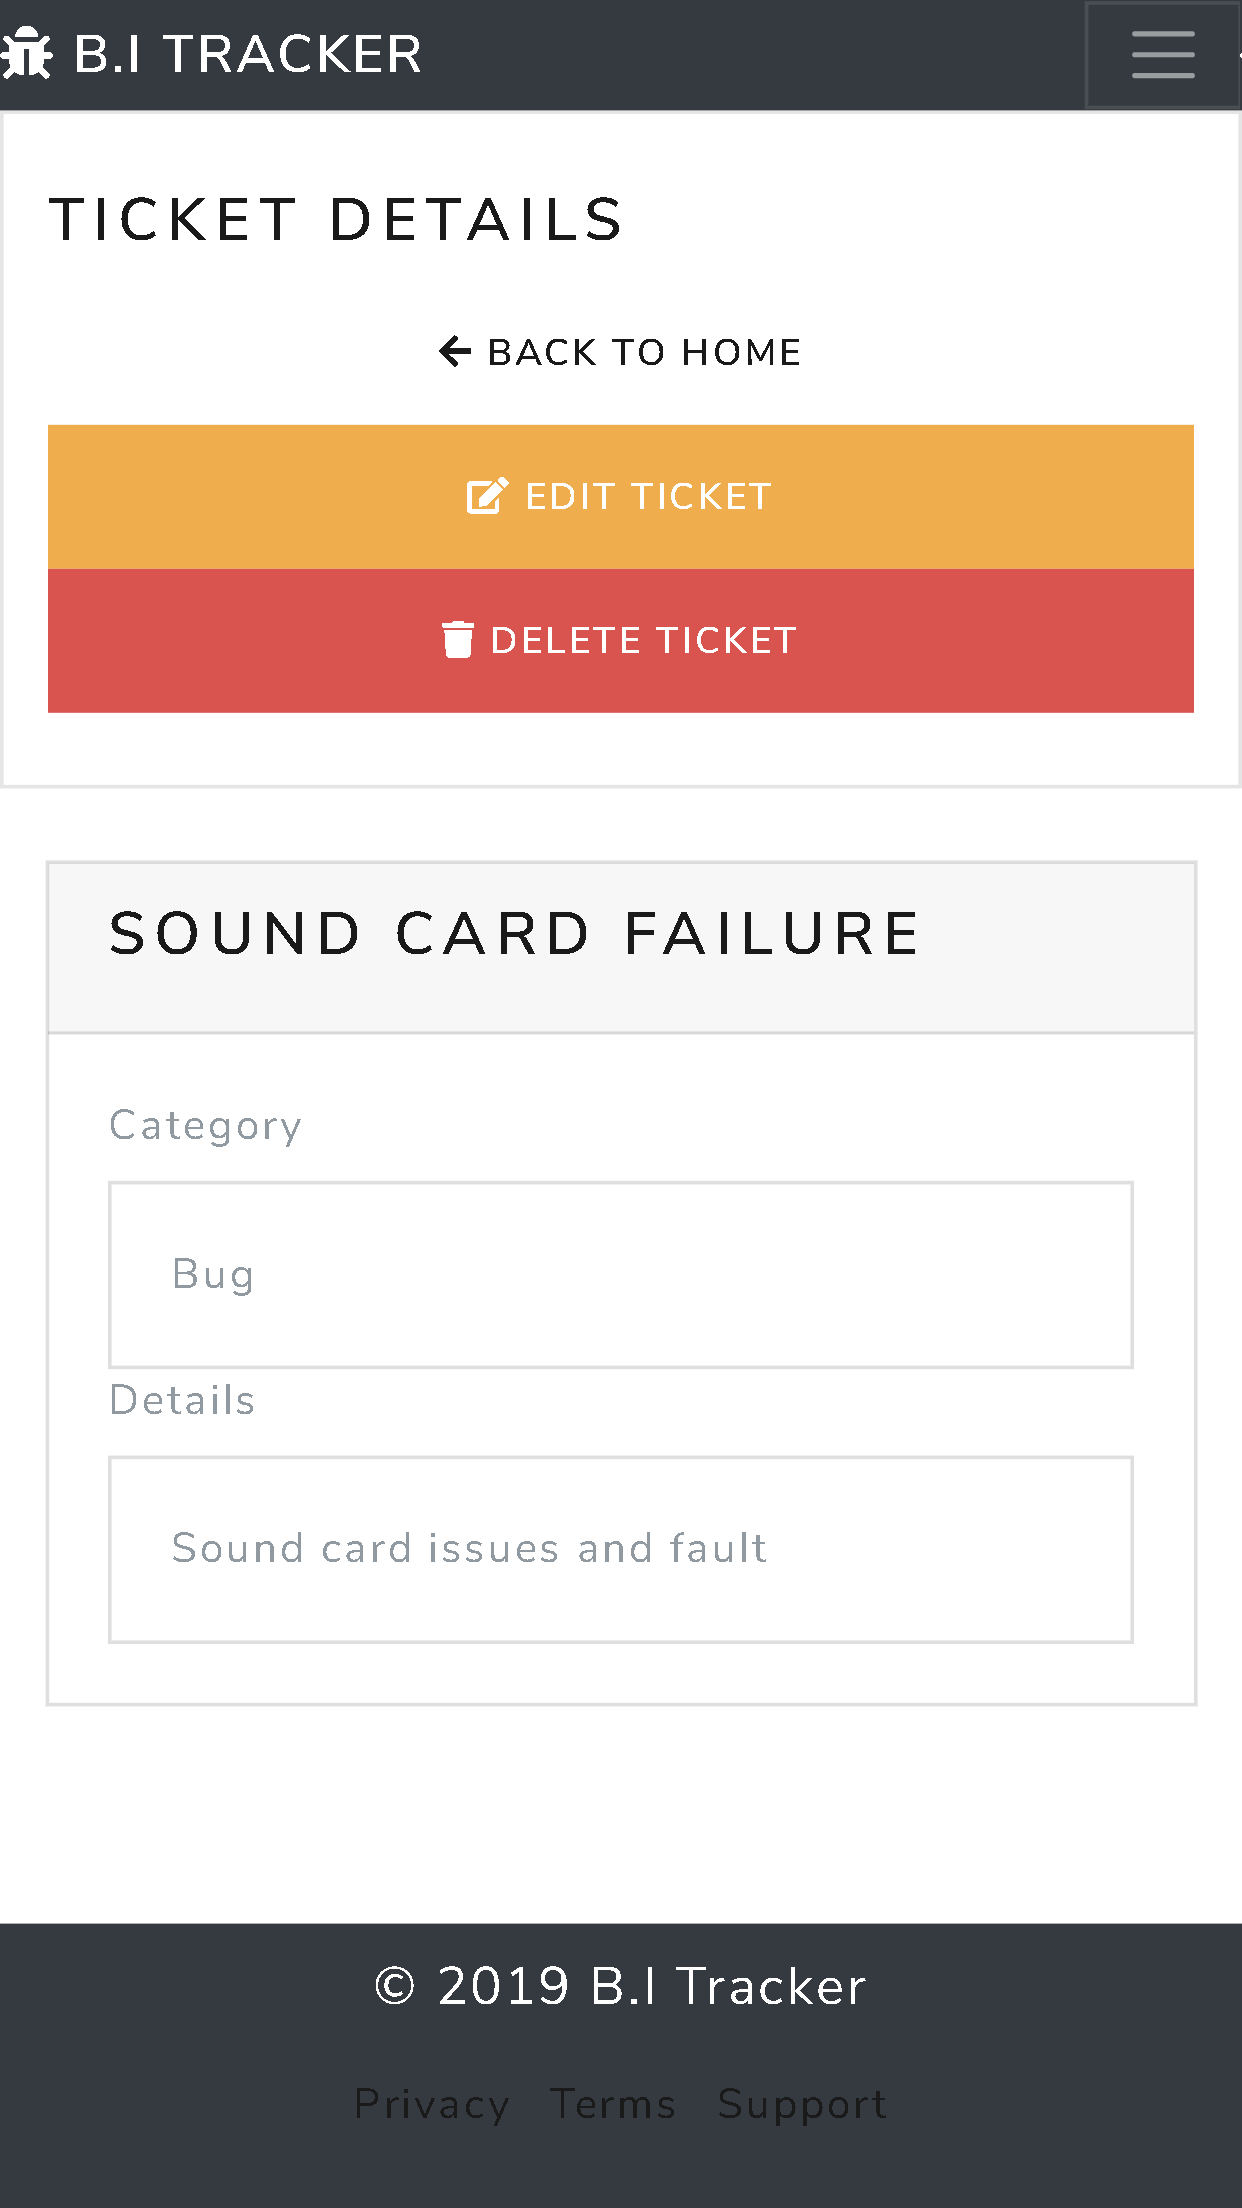 B.I TRACKER
TICKET DETAILS
BACK TO HOME
EDIT TICKET
DELETE TICKET
SOUND CARD FAILURE
Category
Bug
Details
Sound card issues and fault
© 2019 B.I Tracker
Privacy Terms Support